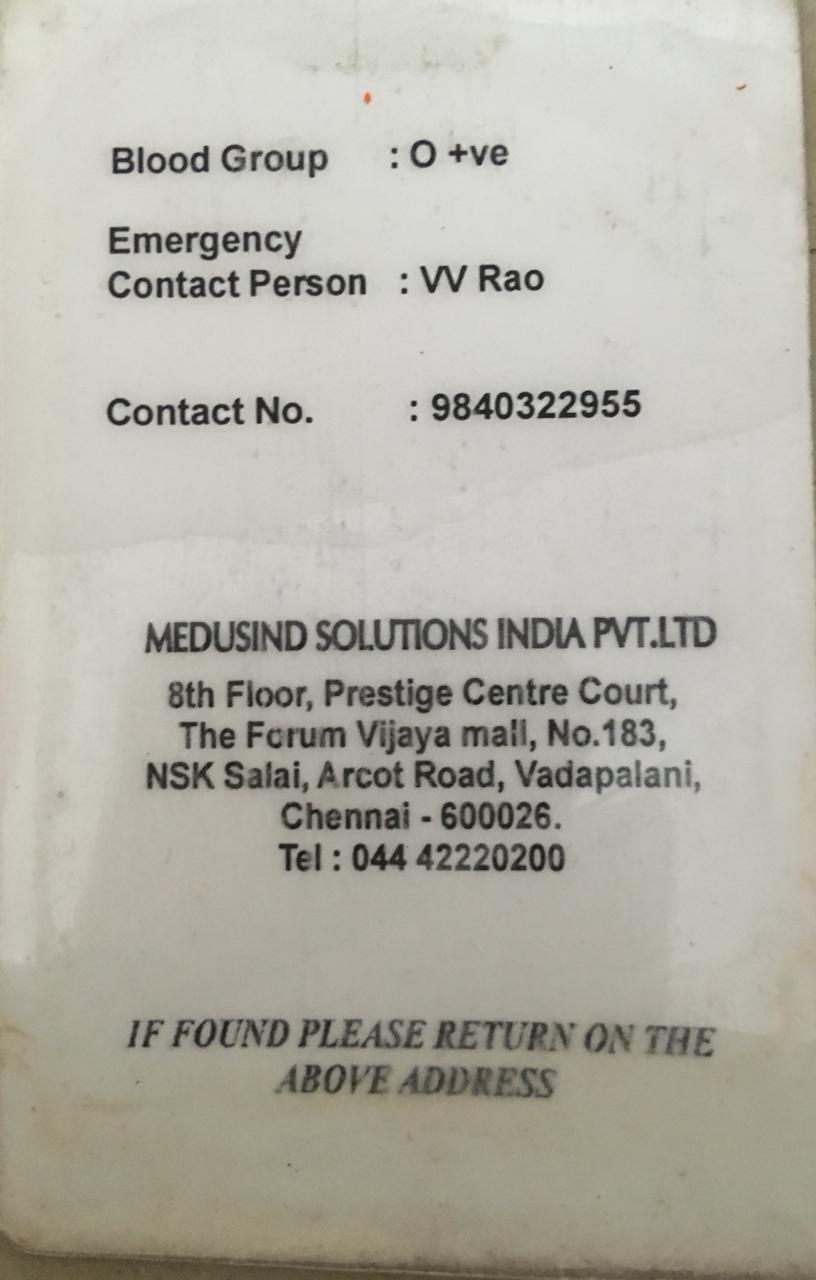 Blood Group : O +ve
Emergency
Contact Person : VV Rao
Contact No. : 9840322955
MEDUSIND SOLUTIONS INDIA PVT.LTD
8th Floor, Prestige Centre Court,
The Forum Vijaya mall, No.183,
NSK Salai, Arcot Road, Vadapalani,
Chennai - 600026.
Tel : 044 42220200
IF FOUND PLEASE RETURN ON THE
ABOVE ADDRESS